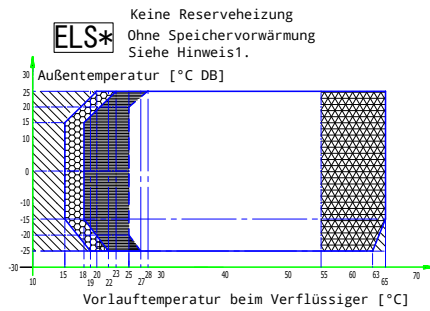 Keine Reserveheizung
ELS* Ohne Speichervorwärmung
Siehe Hinweis1.
Außentemperatur [°C DB]
30
25
20
15
10
5
0
-5
-10
-15
-20
-25
-30
10 15 18 19 20 22 23 25 27 28 30 40 50 55 60 63 65 70
Vorlauftemperatur beim Verflüssiger [°C]